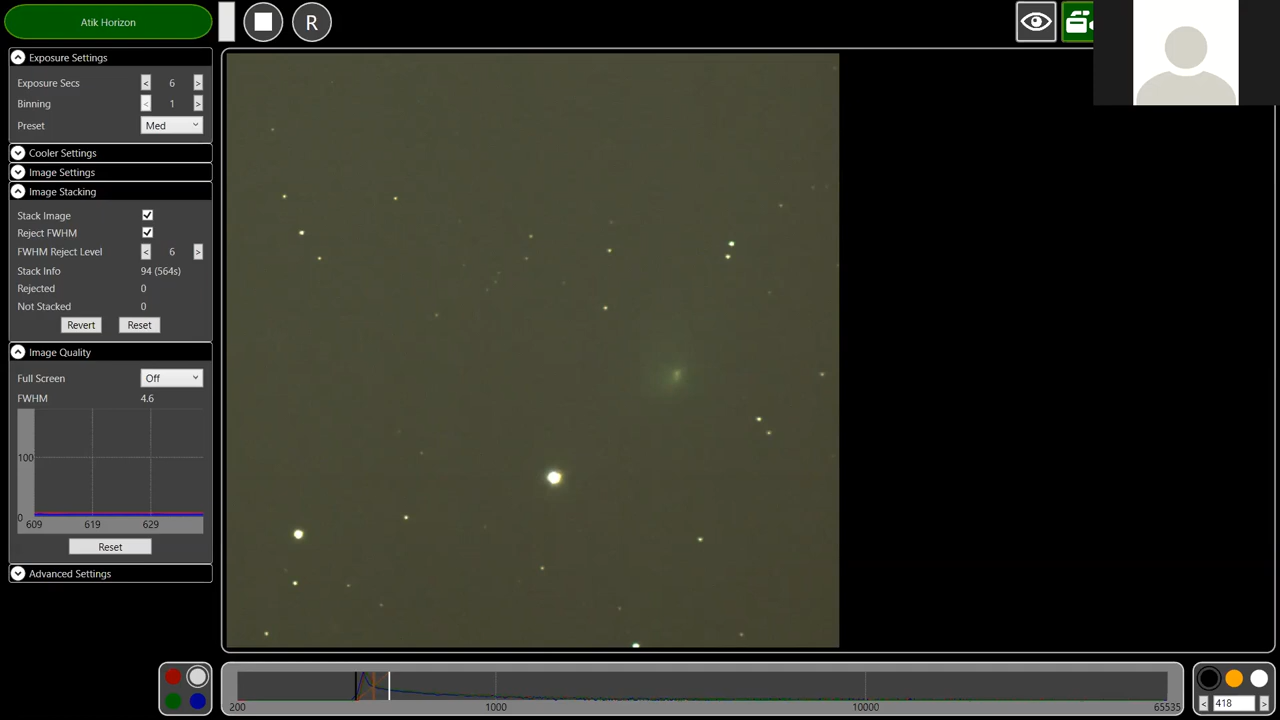 Atik Horizon
R
Exposure Settings
Exposure Secs < 6 >
Binning < 1 >
Preset Med
Cooler Settings
Image Settings
Image Stacking
Stack Image
Reject FWHM
FWHM Reject Level < 6 >
Stack Info 94 (564s)
Rejected 0
Not Stacked 0
Revert Reset
Image Quality
Full Screen Off
FWHM 4.6
100
0
609 619 629
Reset
Advanced Settings
200 1000 10000 65535
< 418 >